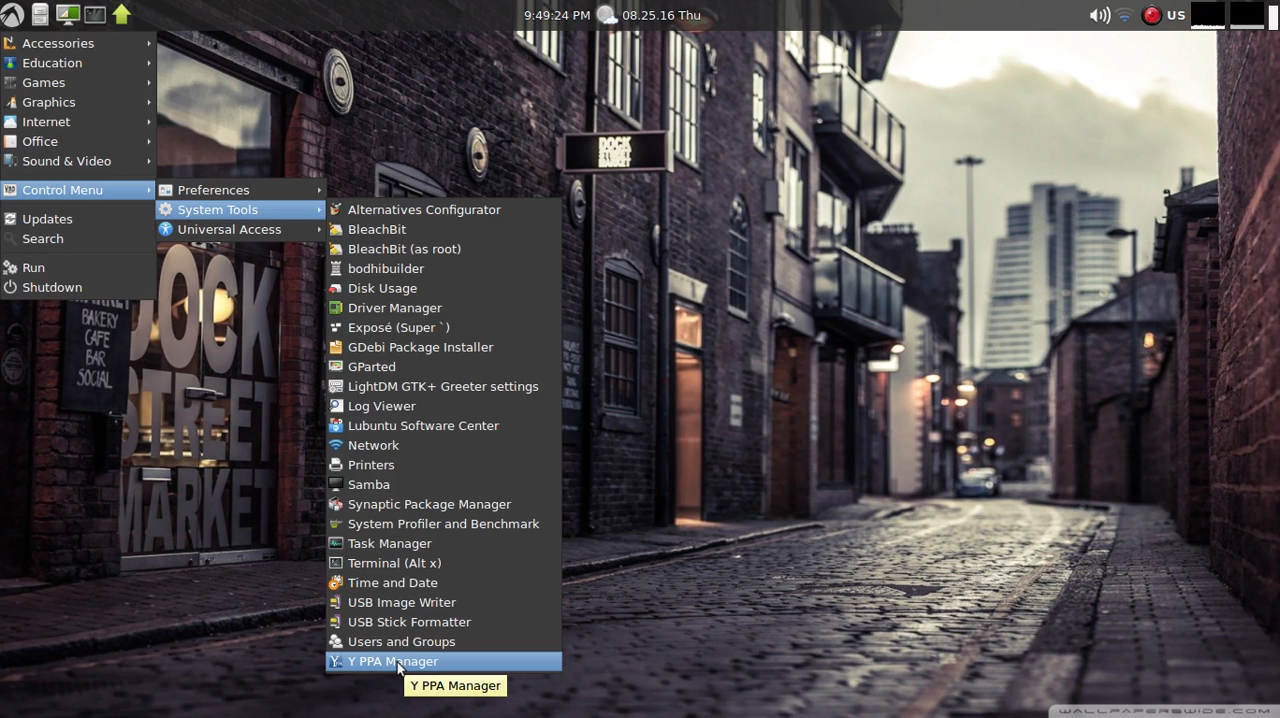 9:49:24 PM 08.25.16 Thu
US
Accessories
Education
Games
Graphics
Internet
Office
Sound & Video
Control Menu
Updates
Search
Run
Shutdown
Preferences
System Tools
Universal Access
Alternatives Configurator
BleachBit
BleachBit (as root)
bodhibuilder
Disk Usage
Driver Manager
Exposé (Super `)
GDebi Package Installer
GParted
LightDM GTK+ Greeter settings
Log Viewer
Lubuntu Software Center
Network
Printers
Samba
Synaptic Package Manager
System Profiler and Benchmark
Task Manager
Terminal (Alt x)
Time and Date
USB Image Writer
USB Stick Formatter
Users and Groups
Y PPA Manager
Y PPA Manager
DOCK
STREET
MARKET
MARKET
BAKERY
CAFE
BAR
SOCIAL
DOCK
STREET
MARKET
WALLPAPERSWIDE.COM